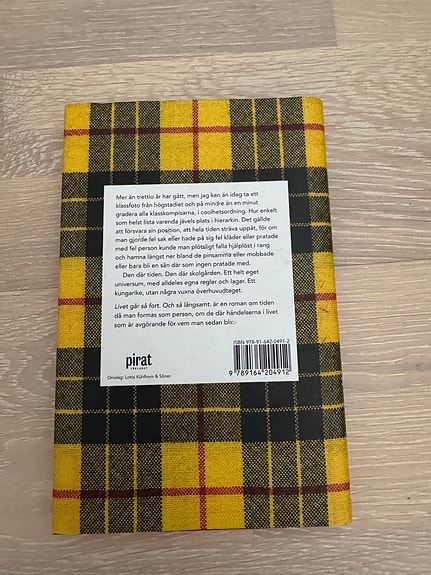 Mer än trettio år har gått, men jag kan än idag ta ett
klassfoto från högstadiet och på mindre än en minut
gradera alla klasskompisarna, i coolhetsordning. Hur enkelt
som helst lista varenda jävels plats i hierarkin. Det gällde
att försvara sin position, att hela tiden sträva uppåt, för om
man gjorde fel sak eller hade på sig fel kläder eller pratade
med fel person kunde man plötsligt falla hjälplöst i rang
och hamna längst ner bland de pinsamma eller mobbade
eller bara bli en sån där som ingen pratade med.
Den där tiden. Den där skolgården. Ett helt eget
universum, med alldeles egna regler och lagar. Ett
kungarike, utan några vuxna överhuvudtaget.
Livet går så fort. Och så långsamt. är en roman om tiden
då man formas som person, om de där händelserna i livet
som är avgörande för vem man sedan blir.
ISBN 978-91-642-0491-2
9 789164 204912
pirat
FÖRLAGET
Omslag: Lotta Kühlhorn & Söner